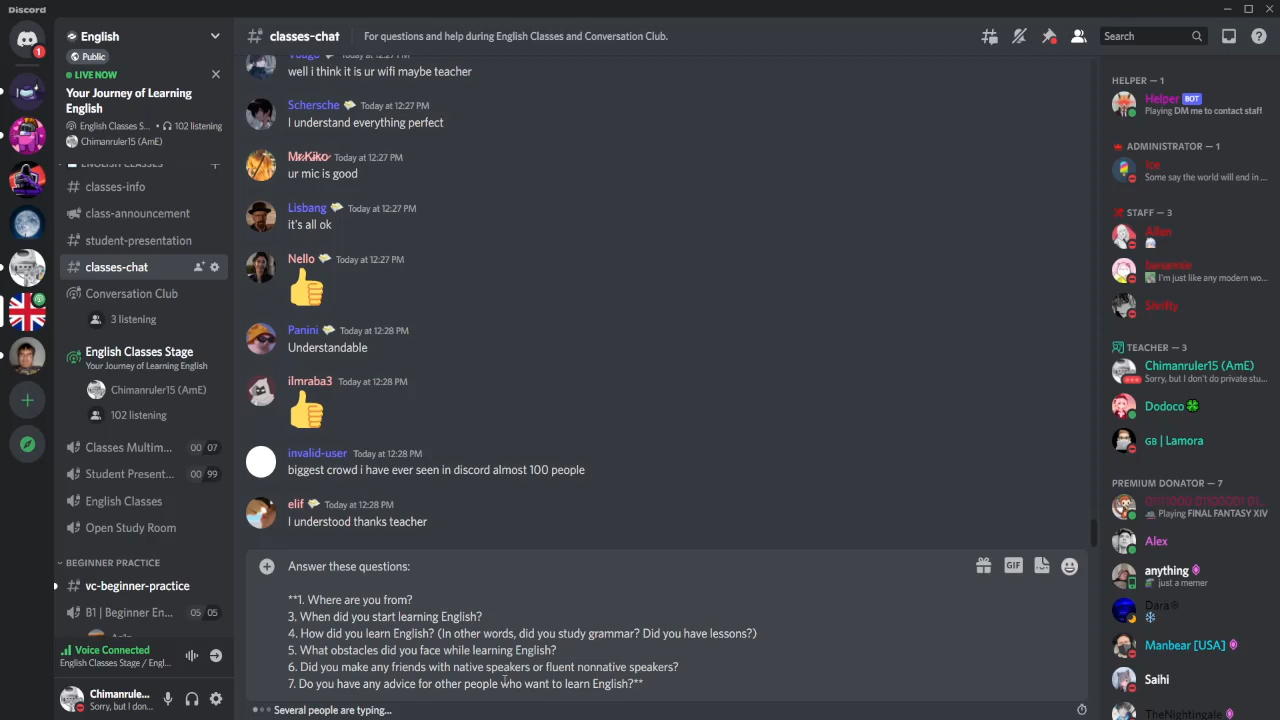 Discord
English
Public
LIVE NOW
Your Journey of Learning
English
English Classes S... • 102 listening
Chimanruler15 (AmE)
ENGLISH CLASSES
classes-info
class-announcement
student-presentation
classes-chat
Conversation Club
3 listening
English Classes Stage
Your Journey of Learning English
Chimanruler15 (AmE)
102 listening
Classes Multim... 00 07
Student Present... 00 99
English Classes
Open Study Room
BEGINNER PRACTICE
vc-beginner-practice
B1 | Beginner En... 05 05
Voice Connected
English Classes Stage / Engl...
Chimanrule...
Sorry, but I don...
1
classes-chat
For questions and help during English Classes and Conversation Club.
Search
well i think it is ur wifi maybe teacher
Schersche Today at 12:27 PM
I understand everything perfect
Mr.Kiko Today at 12:27 PM
ur mic is good
Lisbang Today at 12:27 PM
it's all ok
Nello Today at 12:27 PM
Panini Today at 12:28 PM
Understandable
ilmraba3 Today at 12:28 PM
invalid-user Today at 12:28 PM
biggest crowd i have ever seen in discord almost 100 people
elif Today at 12:28 PM
I understood thanks teacher
Answer these questions:
GIF
**1. Where are you from?
3. When did you start learning English?
4. How did you learn English? (In other words, did you study grammar? Did you have lessons?)
5. What obstacles did you face while learning English?
6. Did you make any friends with native speakers or fluent nonnative speakers?
7. Do you have any advice for other people who want to learn English?**
Several people are typing...
HELPER — 1
Helper BOT
Playing DM me to contact staff
ADMINISTRATOR — 1
Ice
Some say the world will end in ...
STAFF — 3
Allen
I'm just like any modern wo...
Shrifty
TEACHER — 3
Chimanruler15 (AmE)
Sorry, but I don't do private stu...
Dodoco
GB | Lamora
PREMIUM DONATOR — 7
Playing FINAL FANTASY XIV
Alex
anything
just a memer
Dara
Manbear [USA]
Saihi
TheNightingale